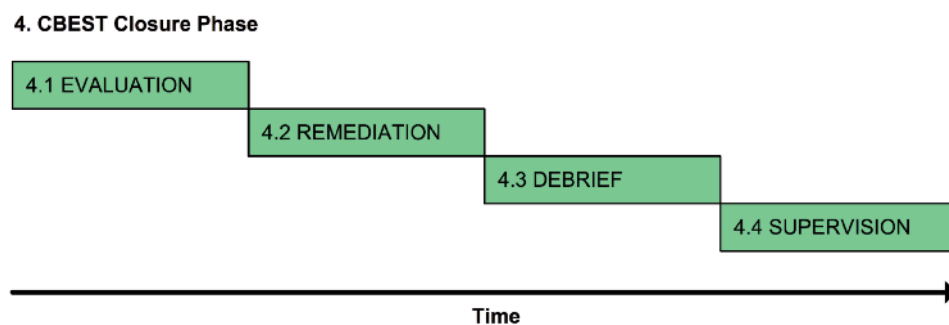 4. CBEST Closure Phase
4.1 EVALUATION
4.2 REMEDIATION
4.3 DEBRIEF
4.4 SUPERVISION
Time